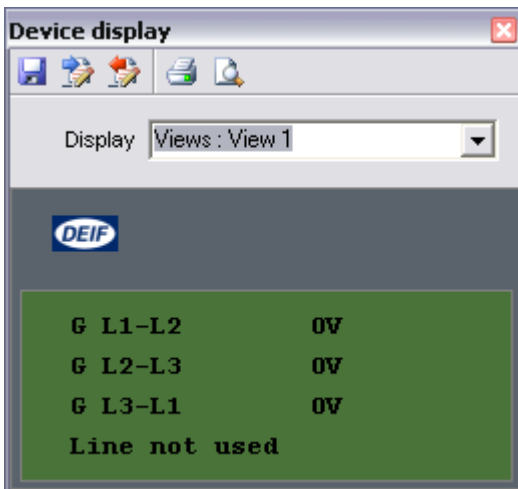 Device display
Display Views : View 1
DEIF
G L1-L2 0V
G L2-L3 0V
G L3-L1 0V
Line not used